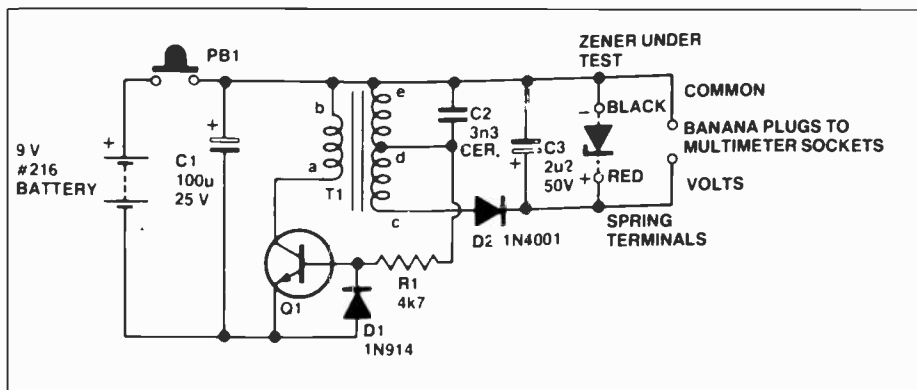 PB1
9 V
#216
BATTERY
+
C1
100u
25 V
+
b
a
T1
e
d
c
C2
3n3
CER.
C3
2u2
50V
+
Q1
D1
1N914
R1
4k7
D2 1N4001
ZENER UNDER
TEST
- BLACK
+ RED
SPRING
TERMINALS
COMMON
BANANA PLUGS TO
MULTIMETER SOCKETS
VOLTS